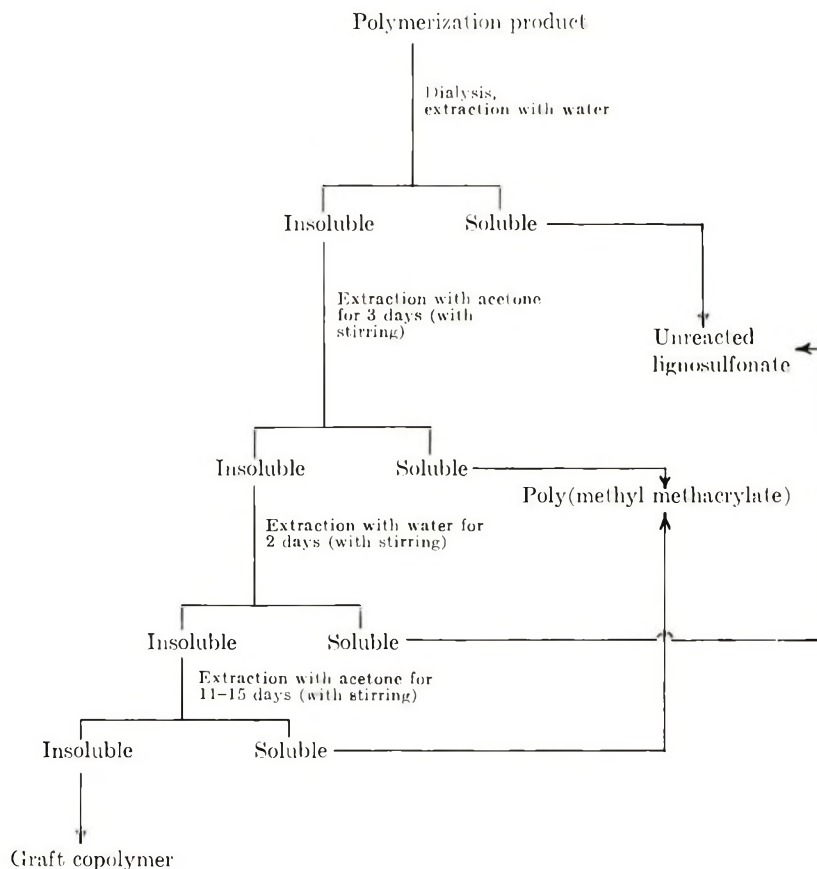 Polymerization product
Dialysis,
extraction with water
Insoluble
Soluble
Extraction with acetone
for 3 days (with
stirring)
Unreacted
lignosulfonate
Insoluble
Soluble
Poly(methyl methacrylate)
Extraction with water for
2 days (with stirring)
Insoluble
Soluble
Extraction with acetone for
11–15 days (with stirring)
Insoluble
Soluble
Graft copolymer